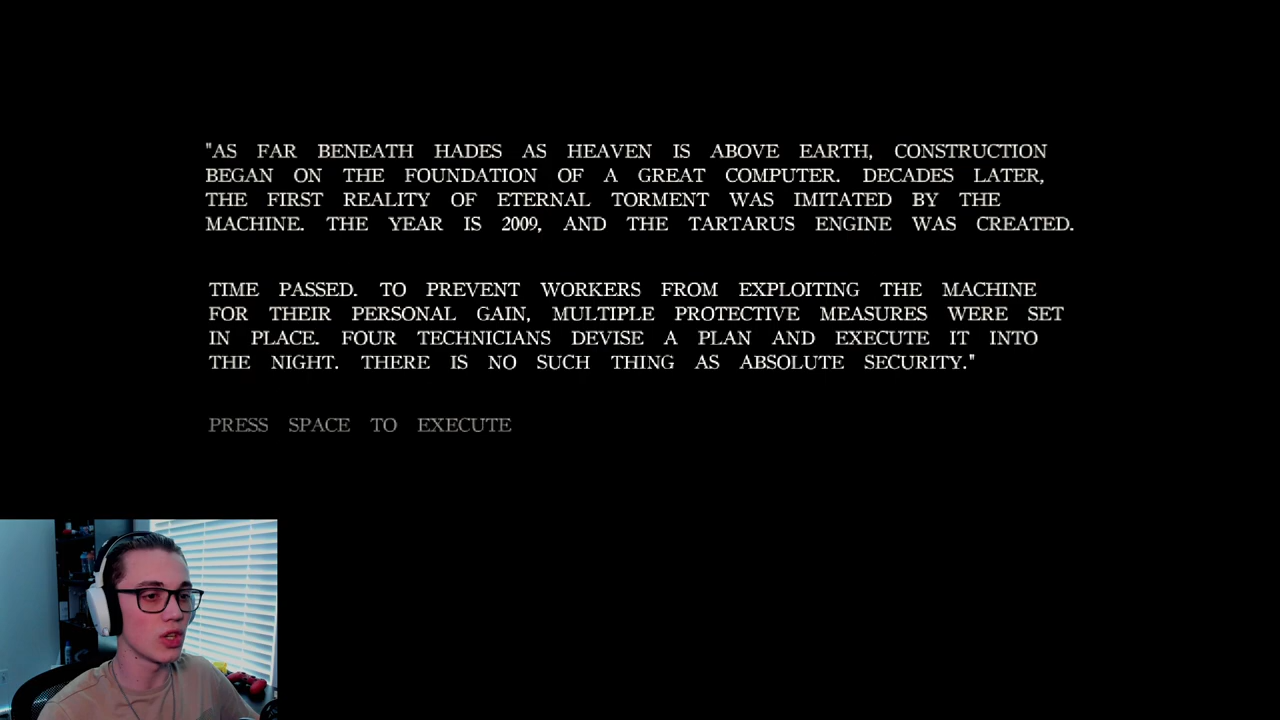 "AS FAR BENEATH HADES AS HEAVEN IS ABOVE EARTH, CONSTRUCTION
BEGAN ON THE FOUNDATION OF A GREAT COMPUTER. DECADES LATER,
THE FIRST REALITY OF ETERNAL TORMENT WAS IMITATED BY THE
MACHINE. THE YEAR IS 2009, AND THE TARTARUS ENGINE WAS CREATED.
TIME PASSED. TO PREVENT WORKERS FROM EXPLOITING THE MACHINE
FOR THEIR PERSONAL GAIN, MULTIPLE PROTECTIVE MEASURES WERE SET
IN PLACE. FOUR TECHNICIANS DEVISE A PLAN AND EXECUTE IT INTO
THE NIGHT. THERE IS NO SUCH THING AS ABSOLUTE SECURITY."
PRESS SPACE TO EXECUTE